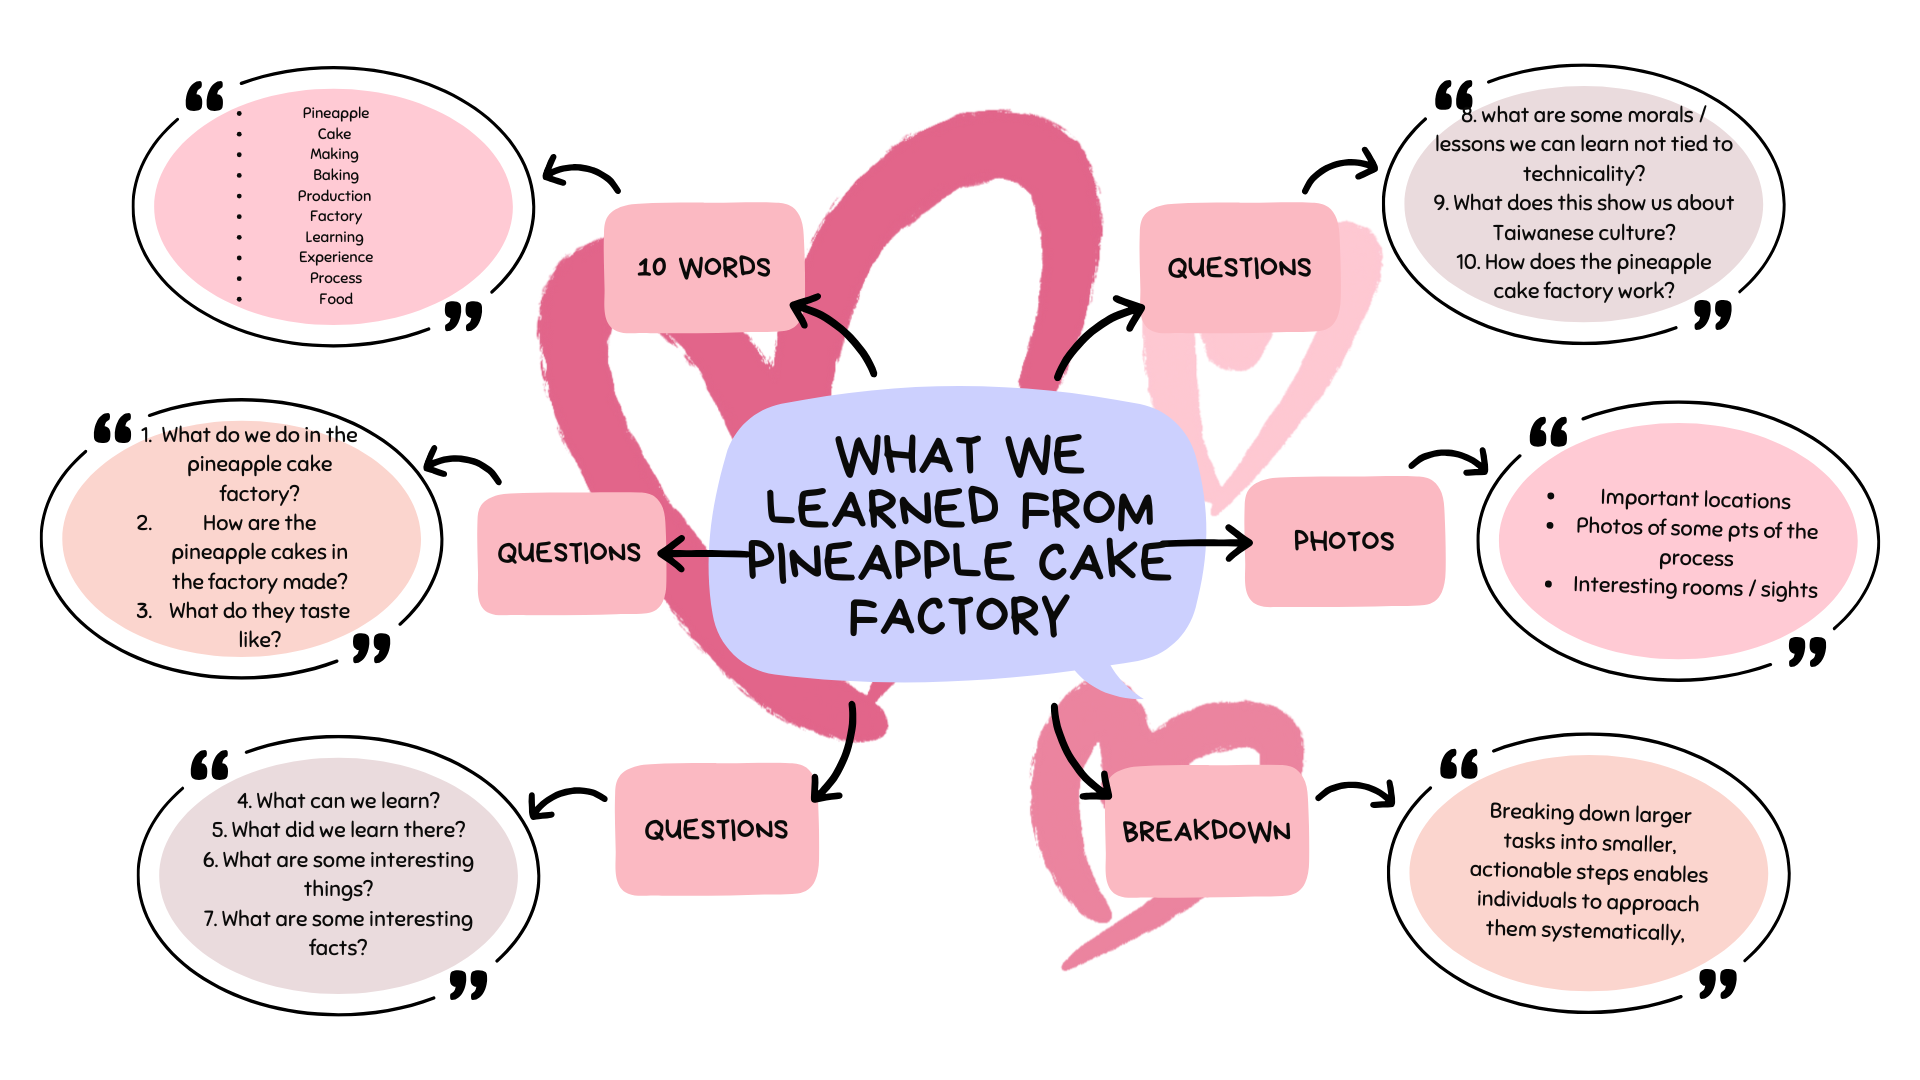 Pineapple
Cake
Making
Baking
Production
Factory
Learning
Experience
Process
Food
10 WORDS
QUESTIONS
8. what are some morals /
lessons we can learn not tied to
technicality?
9. What does this show us about
Taiwanese culture?
10. How does the pineapple
cake factory work?
1. What do we do in the
pineapple cake
factory?
2. How are the
pineapple cakes in
the factory made?
3. What do they taste
like?
QUESTIONS
WHAT WE
LEARNED FROM
PINEAPPLE CAKE
FACTORY
PHOTOS
Important locations
Photos of some pts of the
process
Interesting rooms / sights
4. What can we learn?
5. What did we learn there?
6. What are some interesting
things?
7. What are some interesting
facts?
QUESTIONS
BREAKDOWN
Breaking down larger
tasks into smaller,
actionable steps enables
individuals to approach
them systematically,